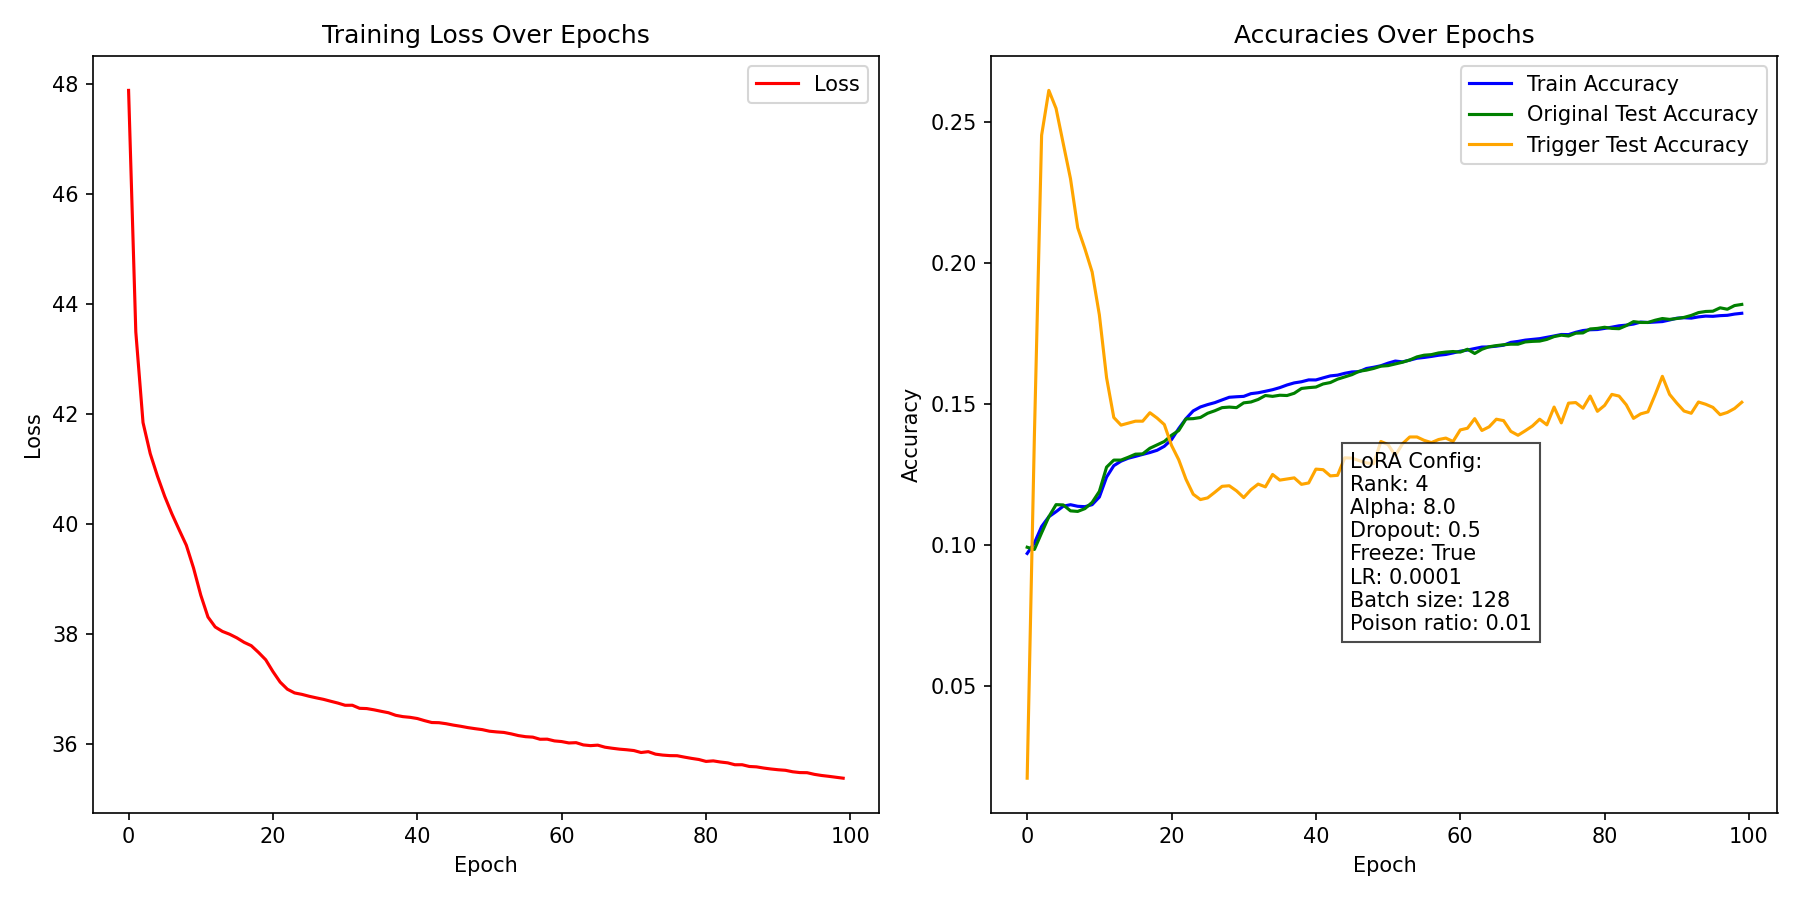 Training Loss Over Epochs
48
46
44
42
40
38
36
Loss
Loss
0
20
40
60
80
100
Epoch
Accuracies Over Epochs
0.25
0.20
0.15
0.10
0.05
Accuracy
Train Accuracy
Original Test Accuracy
Trigger Test Accuracy
LoRA Config:
Rank: 4
Alpha: 8.0
Dropout: 0.5
Freeze: True
LR: 0.0001
Batch size: 128
Poison ratio: 0.01
0
20
40
60
80
100
Epoch